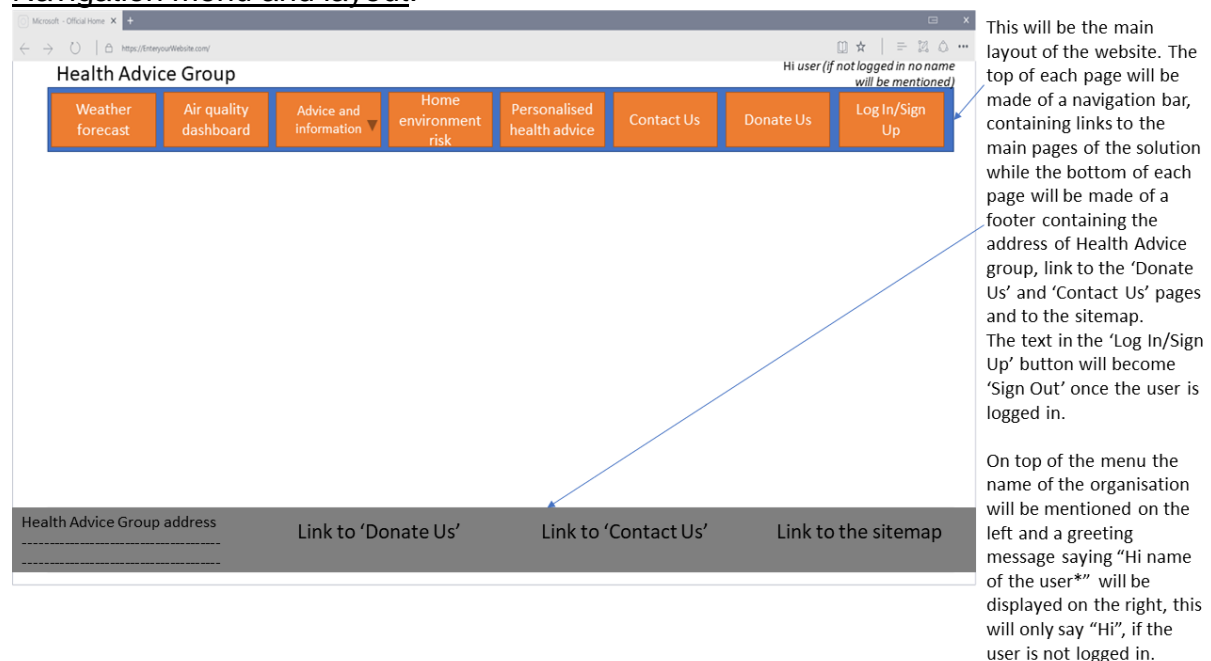 Navigation menu and layout:
Microsoft - Official Home X +
https://EnteryourWebsite.com/
Health Advice Group
Hi user (if not logged in no name
will be mentioned)
Weather
forecast
Air quality
dashboard
Advice and
information
Home
environment
risk
Personalised
health advice
Contact Us
Donate Us
Log In/Sign
Up
Health Advice Group address
---------------------------------------
---------------------------------------
Link to ‘Donate Us’
Link to ‘Contact Us’
Link to the sitemap
This will be the main
layout of the website. The
top of each page will be
made of a navigation bar,
containing links to the
main pages of the solution
while the bottom of each
page will be made of a
footer containing the
address of Health Advice
group, link to the ‘Donate
Us’ and ‘Contact Us’ pages
and to the sitemap.
The text in the ‘Log In/Sign
Up’ button will become
‘Sign Out’ once the user is
logged in.
On top of the menu the
name of the organisation
will be mentioned on the
left and a greeting
message saying “Hi name
of the user*” will be
displayed on the right, this
will only say “Hi”, if the
user is not logged in.